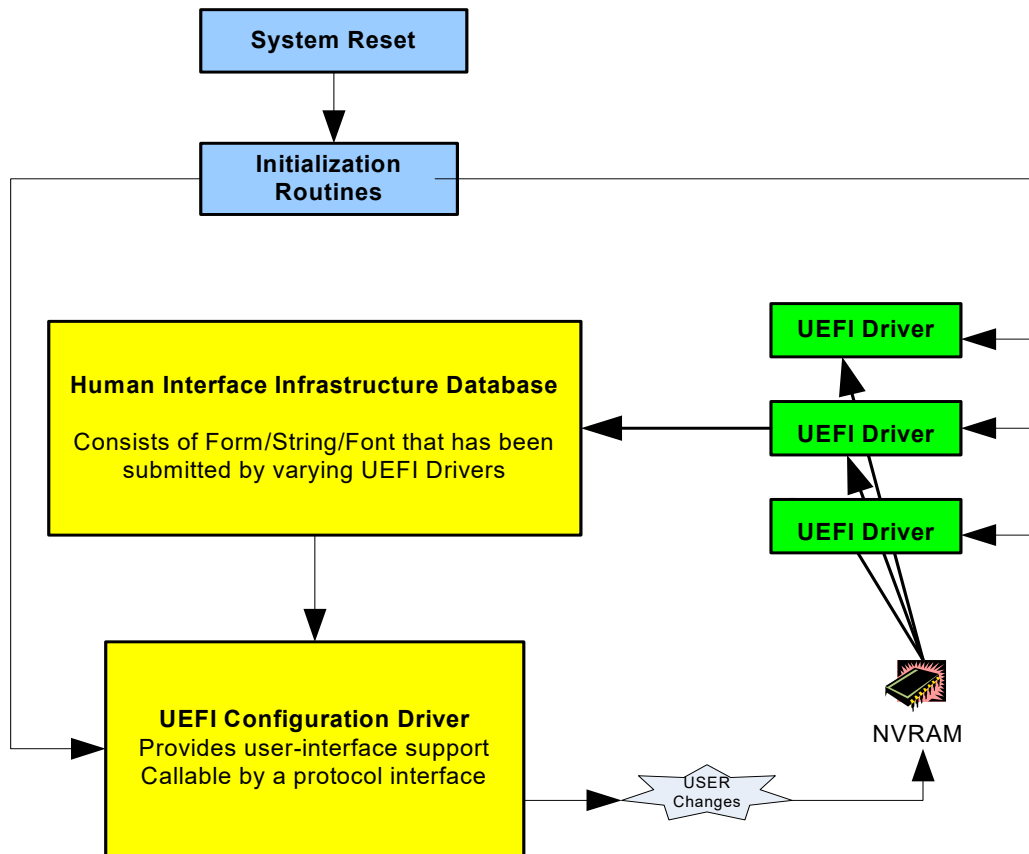 System Reset
Initialization
Routines
UEFI Driver
Human Interface Infrastructure Database
Consists of Form/String/Font that has been
submitted by varying UEFI Drivers
UEFI Driver
UEFI Driver
UEFI Configuration Driver
Provides user-interface support
Callable by a protocol interface
NVRAM
USER
Changes